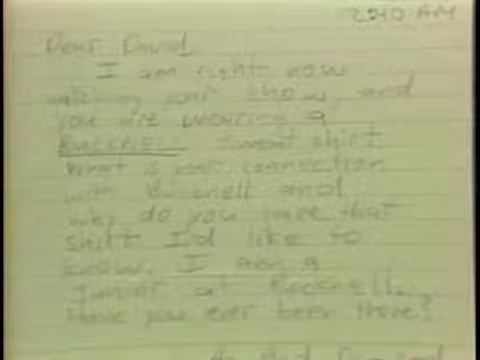 2:40 AM
Dear David
I am right now
watching your show, and
you are wearing a
BUCKNELL sweat shirt.
What is your connection
with Bucknell and
why do you have that
shirt I'd like to
know. I am a
Junior at Bucknell.
Have you ever been there?